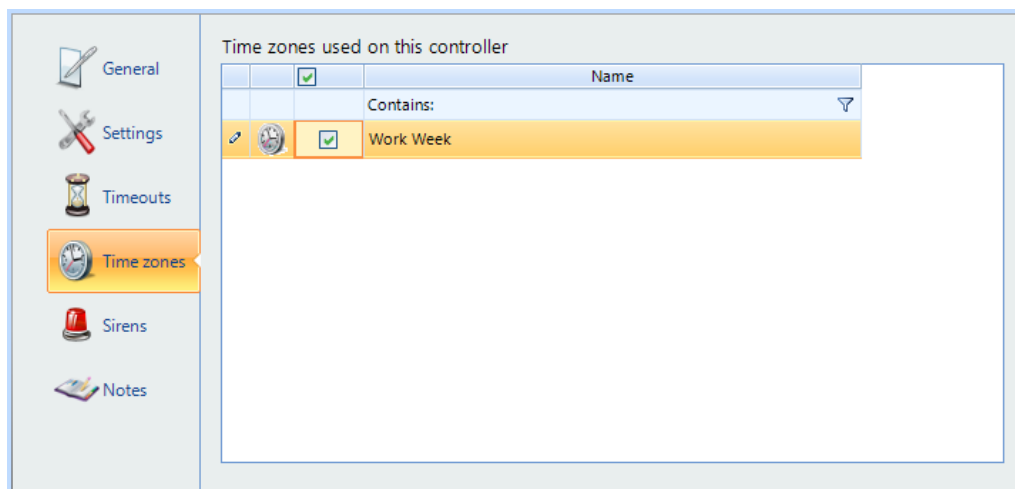 General
Settings
Timeouts
Time zones
Sirens
Notes
Time zones used on this controller
Name
Contains:
Work Week